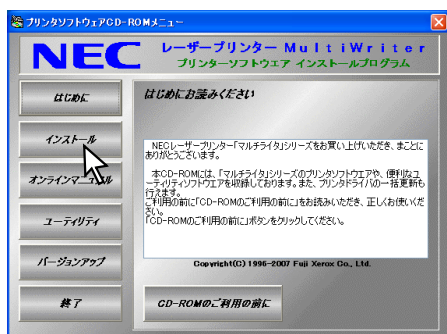 プリンタソフトウェアCD-ROMメニュー
NEC
レーザープリンター MultiWriter
プリンターソフトウエア インストールプログラム
はじめに
インストール
オンラインマニュアル
ユーティリティ
バージョンアップ
終了
はじめにお読みください
NECレーザープリンター「マルチライタ」シリーズをお買い上げいただき、まことに
ありがとうございます。
本CD-ROMには、「マルチライタ」シリーズのプリンタソフトウエアや、便利なユ
ーティリティソフトウエアを収録しております。また、プリンタドライバの一括更新も
行えます。
ご利用の前に「CD-ROMのご利用の前に」をお読みいただき、正しくお使いくだ
さい。
「CD-ROMのご利用の前に」ボタンをクリックしてください。
Copyright(C) 1996-2007 Fuji Xerox Co., Ltd.
CD-ROMのご利用の前に